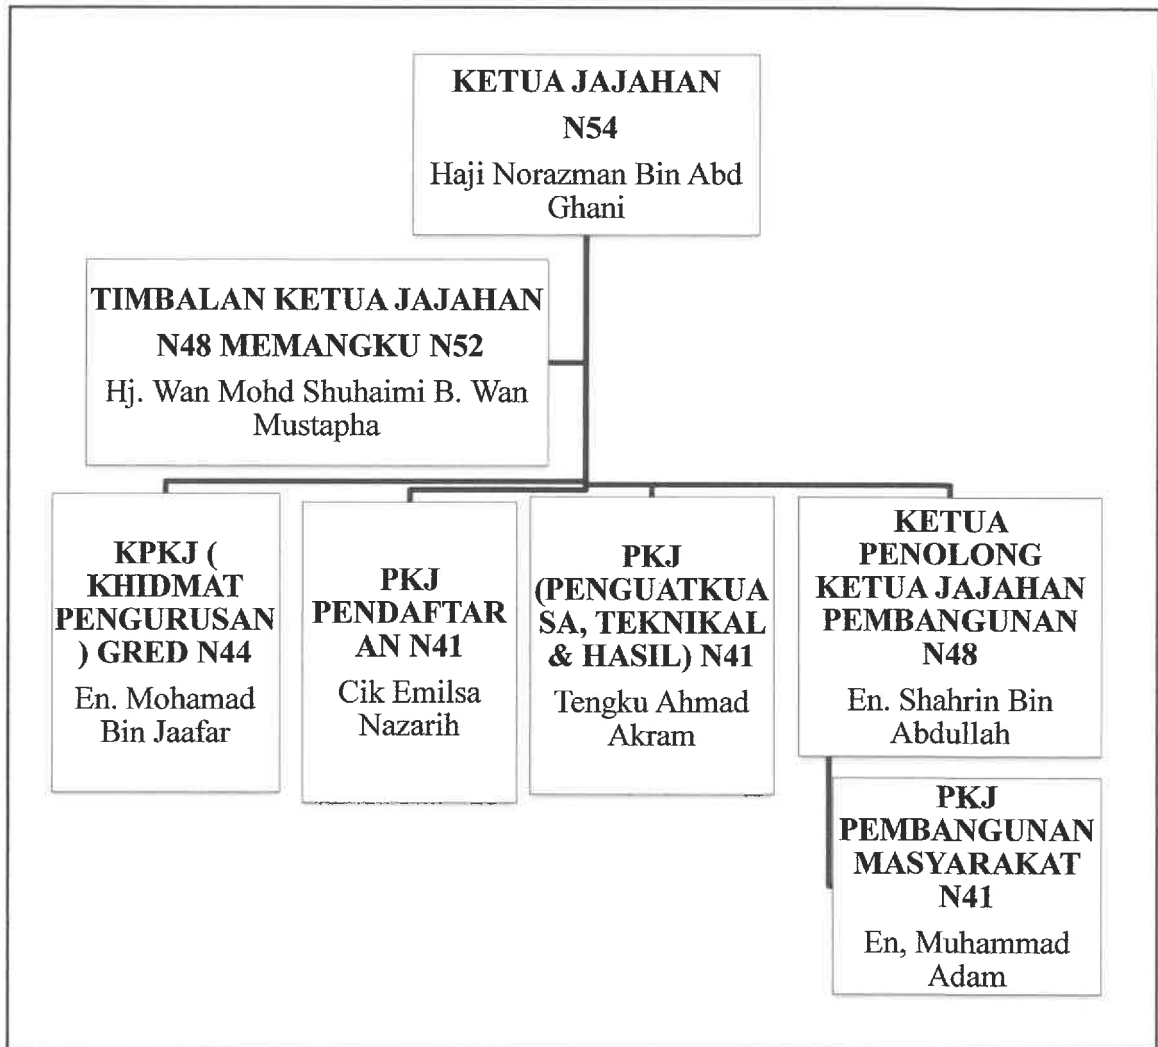 KETUA JAJAHAN
N54
Haji Norazman Bin Abd
Ghani
TIMBALAN KETUA JAJAHAN
N48 MEMANGKU N52
Hj. Wan Mohd Shuhaimi B. Wan
Mustapha
KPKJ (
KHIDMAT
PENGURUSAN
) GRED N44
En. Mohamad
Bin Jaafar
PKJ
PENDAFTAR
AN N41
Cik Emilsa
Nazarih
PKJ
(PENGUATKUA
SA, TEKNIKAL
& HASIL) N41
Tengku Ahmad
Akram
KETUA
PENOLONG
KETUA JAJAHAN
PEMBANGUNAN
N48
En. Shahrin Bin
Abdullah
PKJ
PEMBANGUNAN
MASYARAKAT
N41
En, Muhammad
Adam